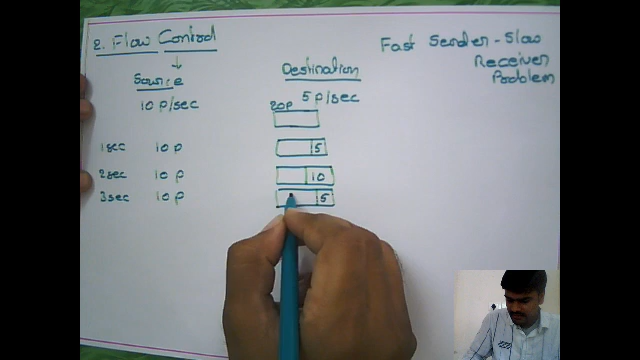 2. Flow Control
Fast Sender - Slow
Receiver
Problem
Source
Destination
10 P/sec
5 P/sec
20P
1sec 10 P 5
2sec 10 P 10
3sec 10 P 5